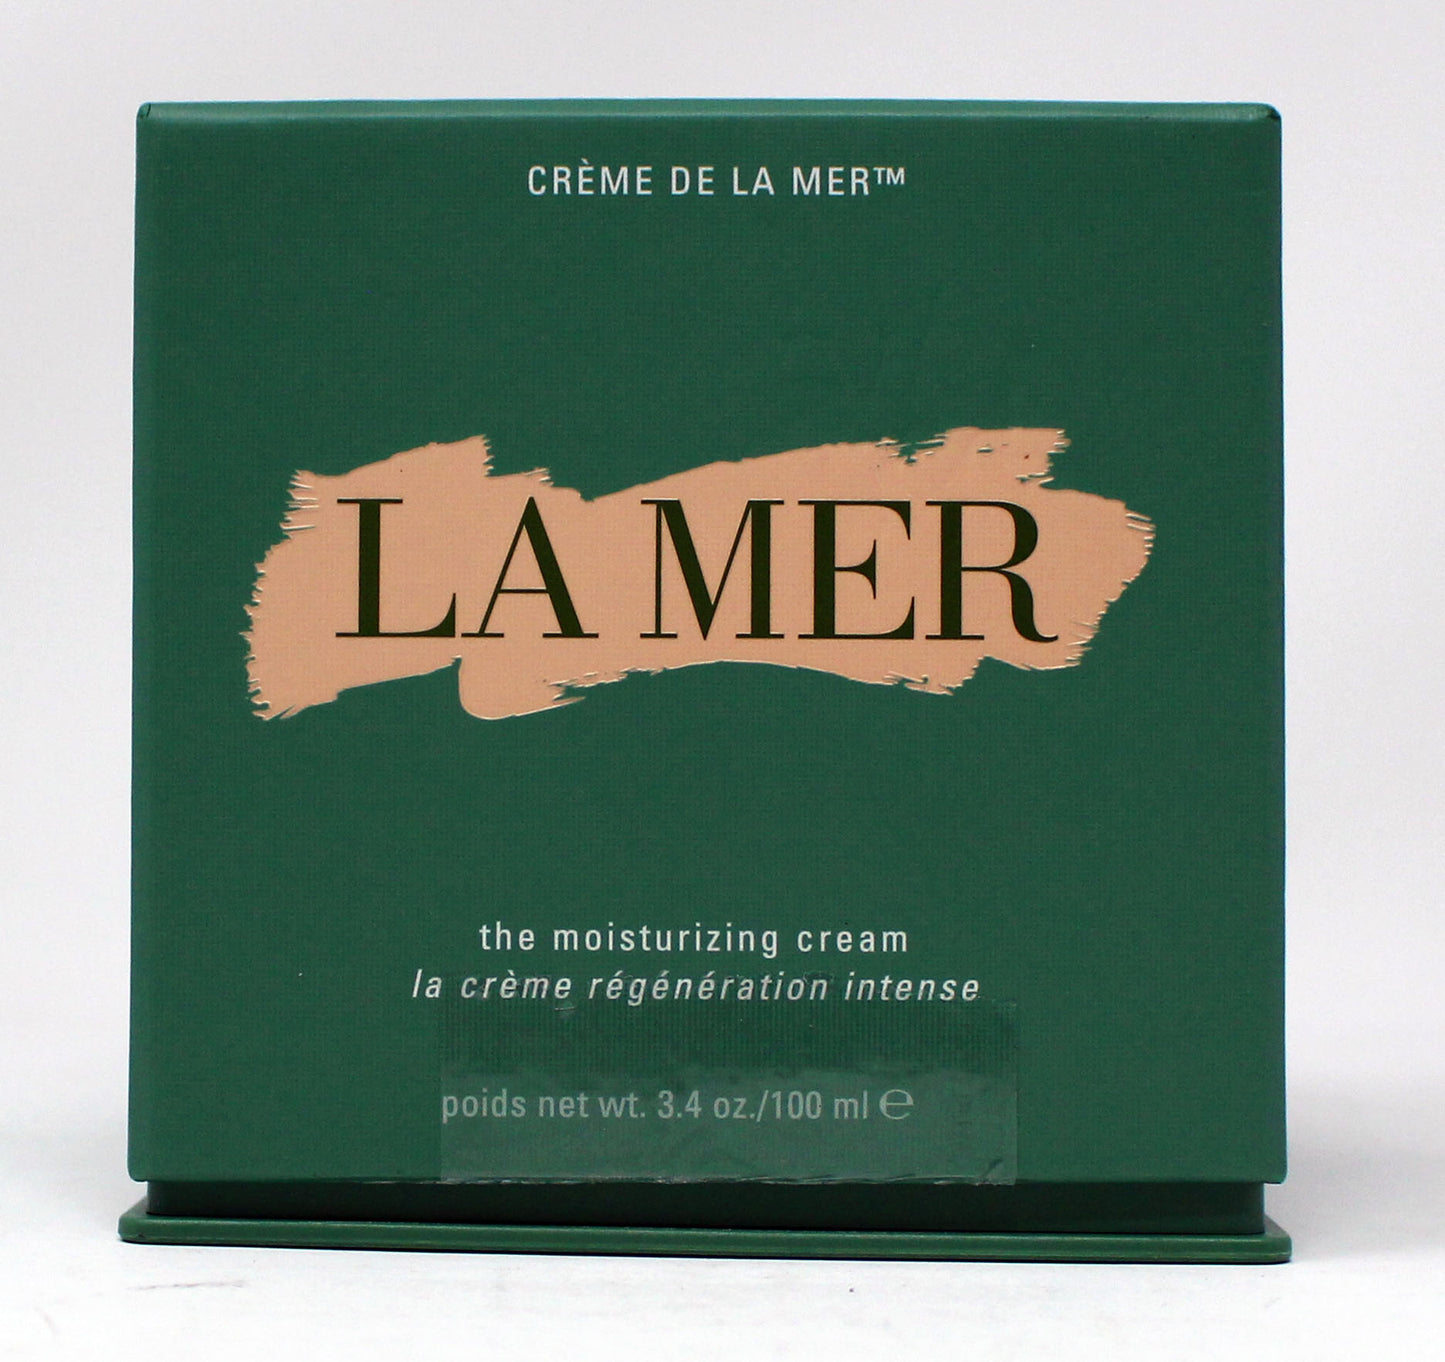 CRÈME DE LA MER™
LA MER
the moisturizing cream
la crème régénération intense
poids net wt. 3.4 oz./100 ml ℮